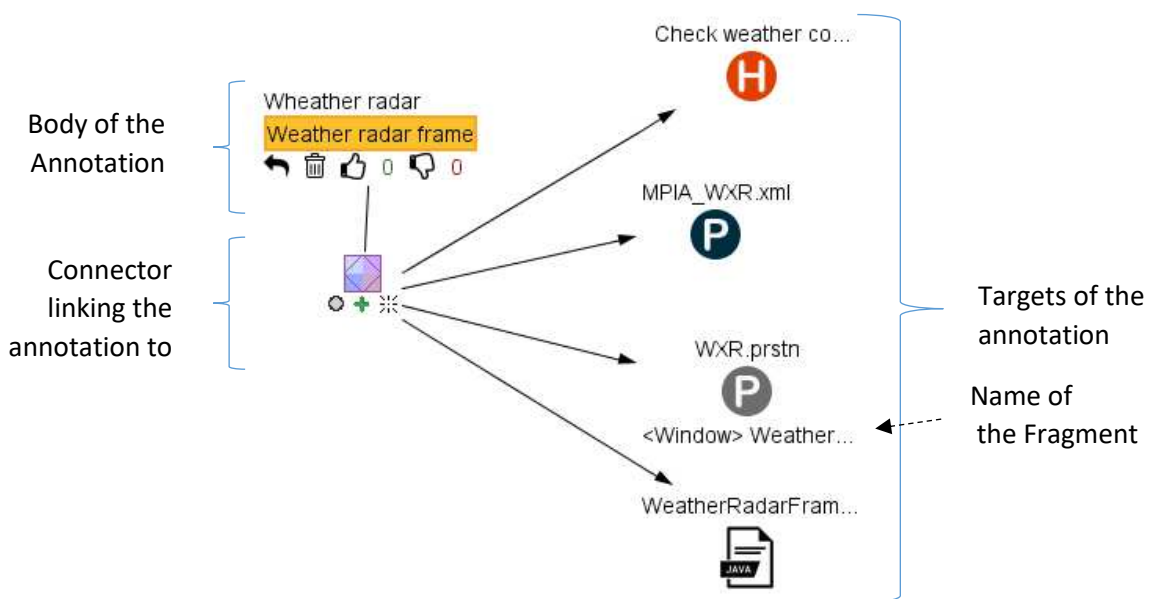 Check weather co...
H
Wheather radar
Weather radar frame
0 0
Body of the
Annotation
MPIA_WXR.xml
P
Connector
linking the
annotation to
Targets of the
annotation
WXR.prstn
P
<Window> Weather...
Name of
the Fragment
WeatherRadarFram...
JAVA